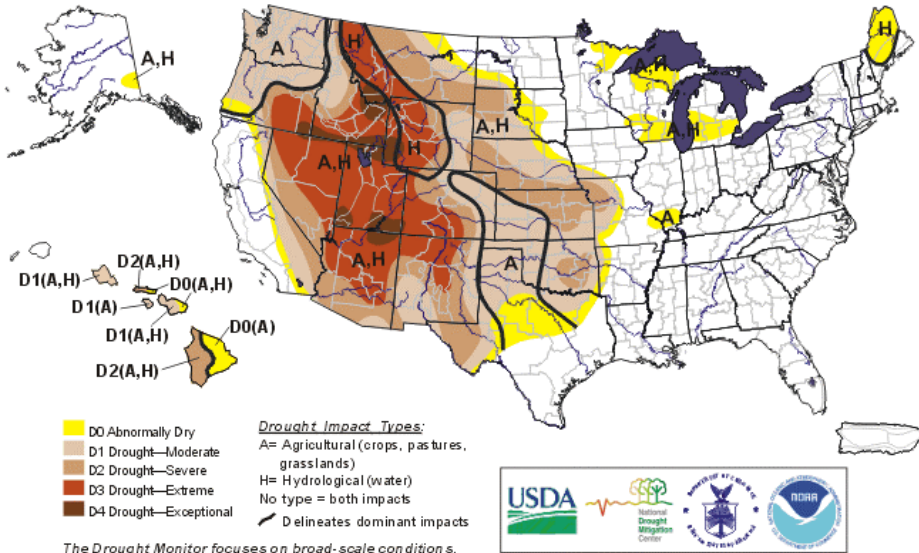 A,H
A
H
H
A,H
A,H
A,H
A,H
H
A,H
A
A,H
A
D2(A,H)
D1(A,H)
D0(A,H)
D1(A)
D1(A,H)
D0(A)
D2(A,H)
D0 Abnormally Dry
D1 Drought—Moderate
D2 Drought—Severe
D3 Drought—Extreme
D4 Drought—Exceptional
Drought Impact Types:
A= Agricultural (crops, pastures,
grasslands)
H= Hydrological (water)
No type = both impacts
Delineates dominant impacts
USDA
National
Drought
Mitigation
Center
NOAA
The Drought Monitor focuses on broad-scale conditions.